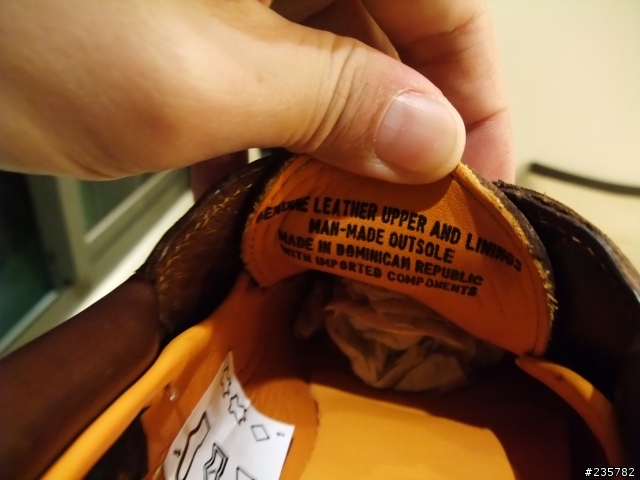 GENUINE LEATHER UPPER AND LININGS
MAN-MADE OUTSOLE
MADE IN DOMINICAN REPUBLIC
WITH IMPORTED COMPONENTS
#235782